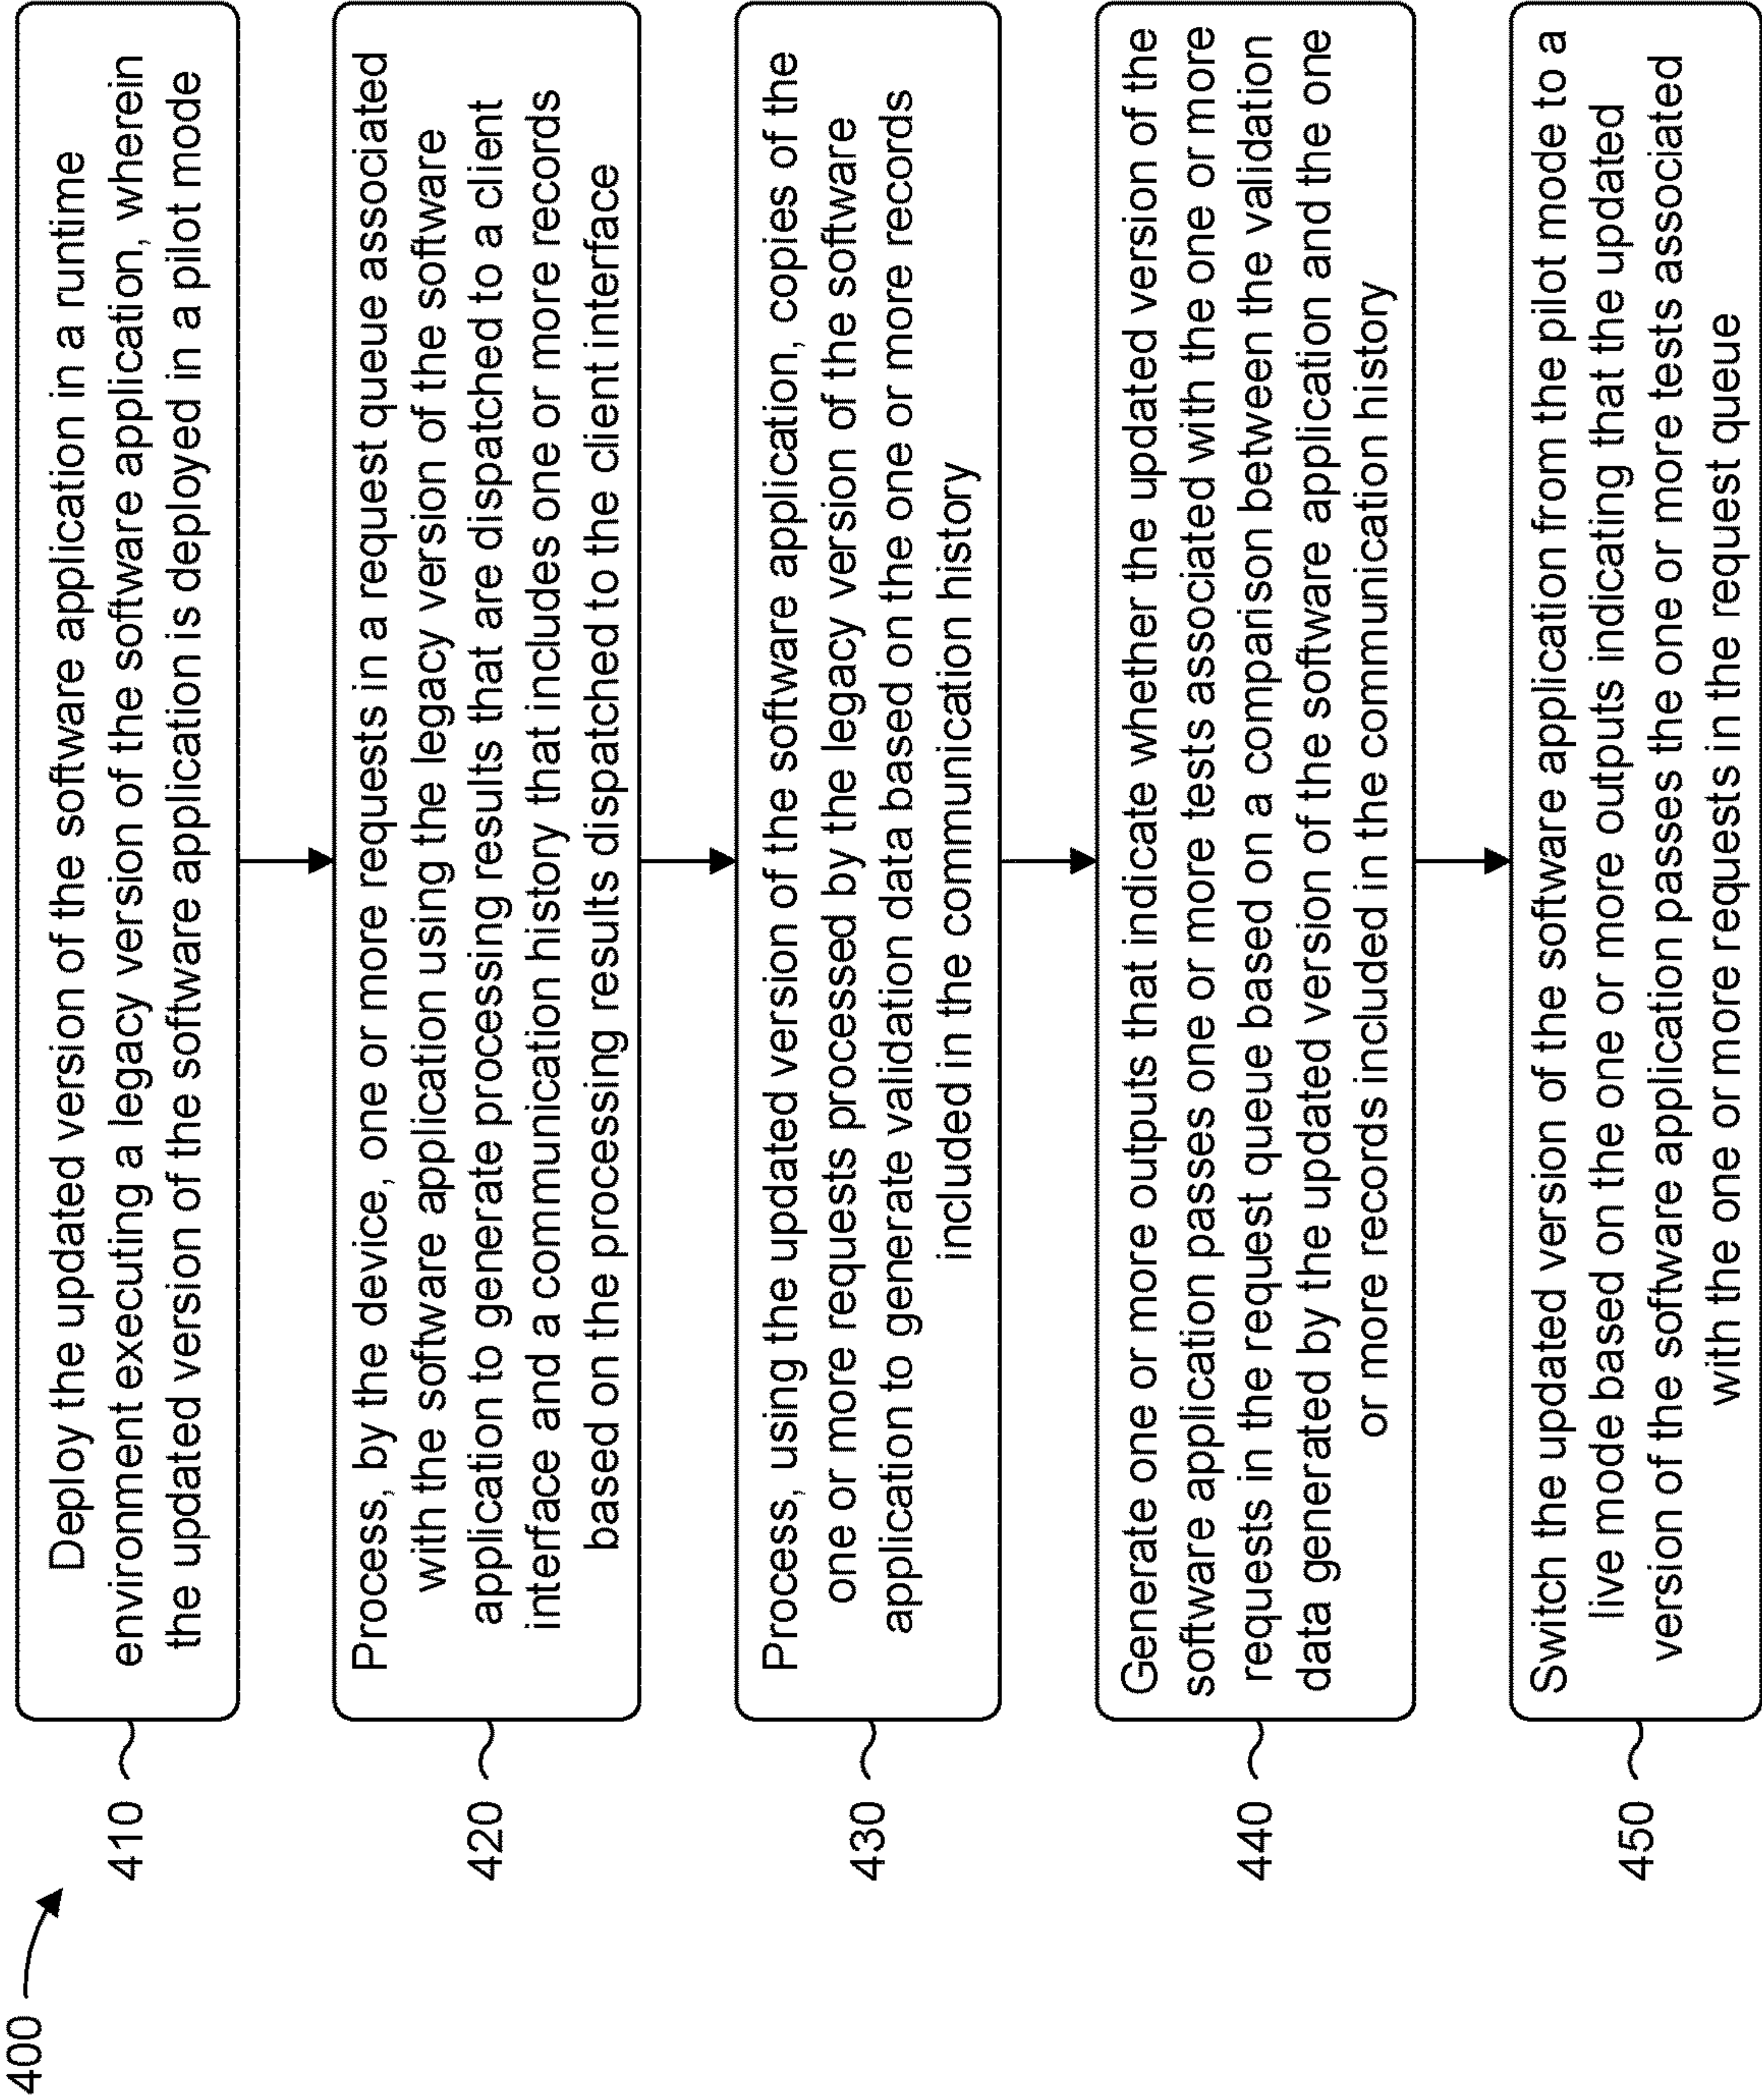 400
410
Deploy the updated version of the software application in a runtime
environment executing a legacy version of the software application, wherein
the updated version of the software application is deployed in a pilot mode
420
Process, by the device, one or more requests in a request queue associated
with the software application using the legacy version of the software
application to generate processing results that are dispatched to a client
interface and a communication history that includes one or more records
based on the processing results dispatched to the client interface
430
Process, using the updated version of the software application, copies of the
one or more requests processed by the legacy version of the software
application to generate validation data based on the one or more records
included in the communication history
440
Generate one or more outputs that indicate whether the updated version of the
software application passes one or more tests associated with the one or more
requests in the request queue based on a comparison between the validation
data generated by the updated version of the software application and the one
or more records included in the communication history
450
Switch the updated version of the software application from the pilot mode to a
live mode based on the one or more outputs indicating that the updated
version of the software application passes the one or more tests associated
with the one or more requests in the request queue